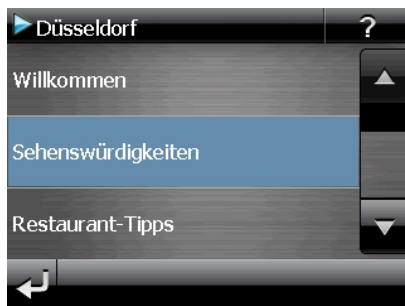 Düsseldorf ?
Willkommen
Sehenswürdigkeiten
Restaurant-Tipps